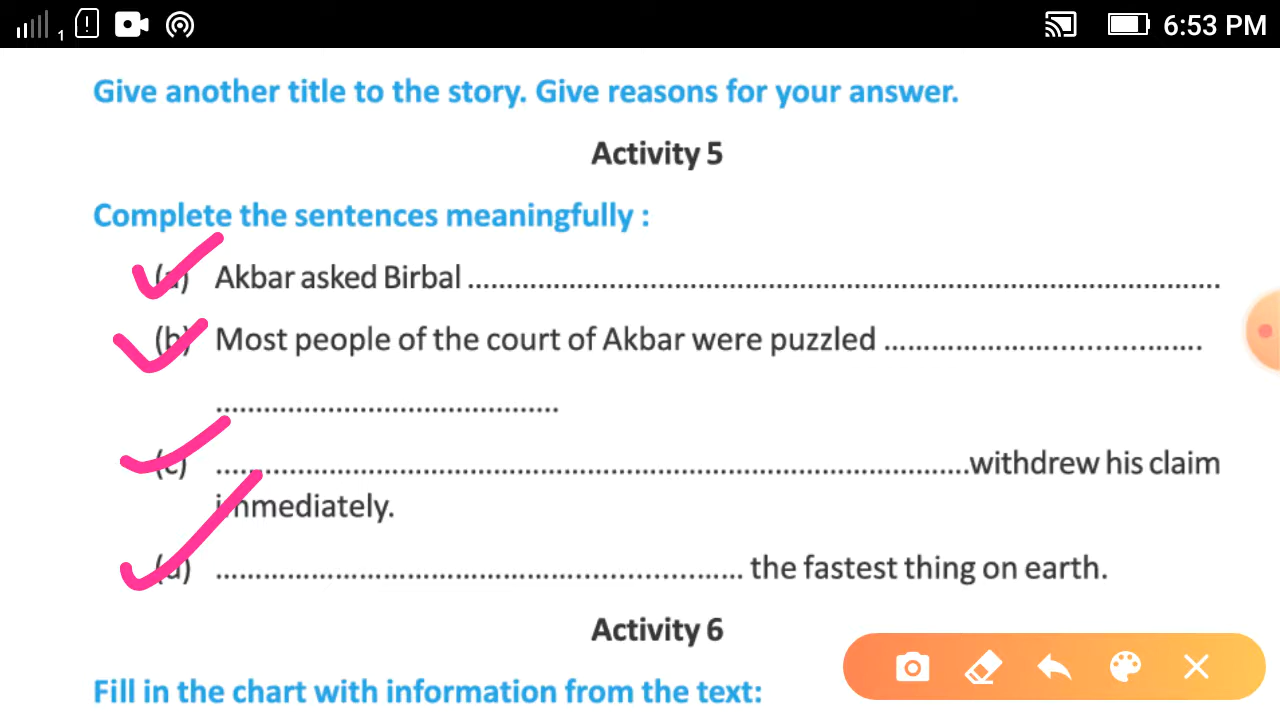 1 6:53 PM
Give another title to the story. Give reasons for your answer.
Activity 5
Complete the sentences meaningfully :
(a) Akbar asked Birbal ................................................................................................
(b) Most people of the court of Akbar were puzzled ........................................
...........................................
(c) ................................................................................................withdrew his claim
immediately.
(d) .................................................................. the fastest thing on earth.
Activity 6
Fill in the chart with information from the text: